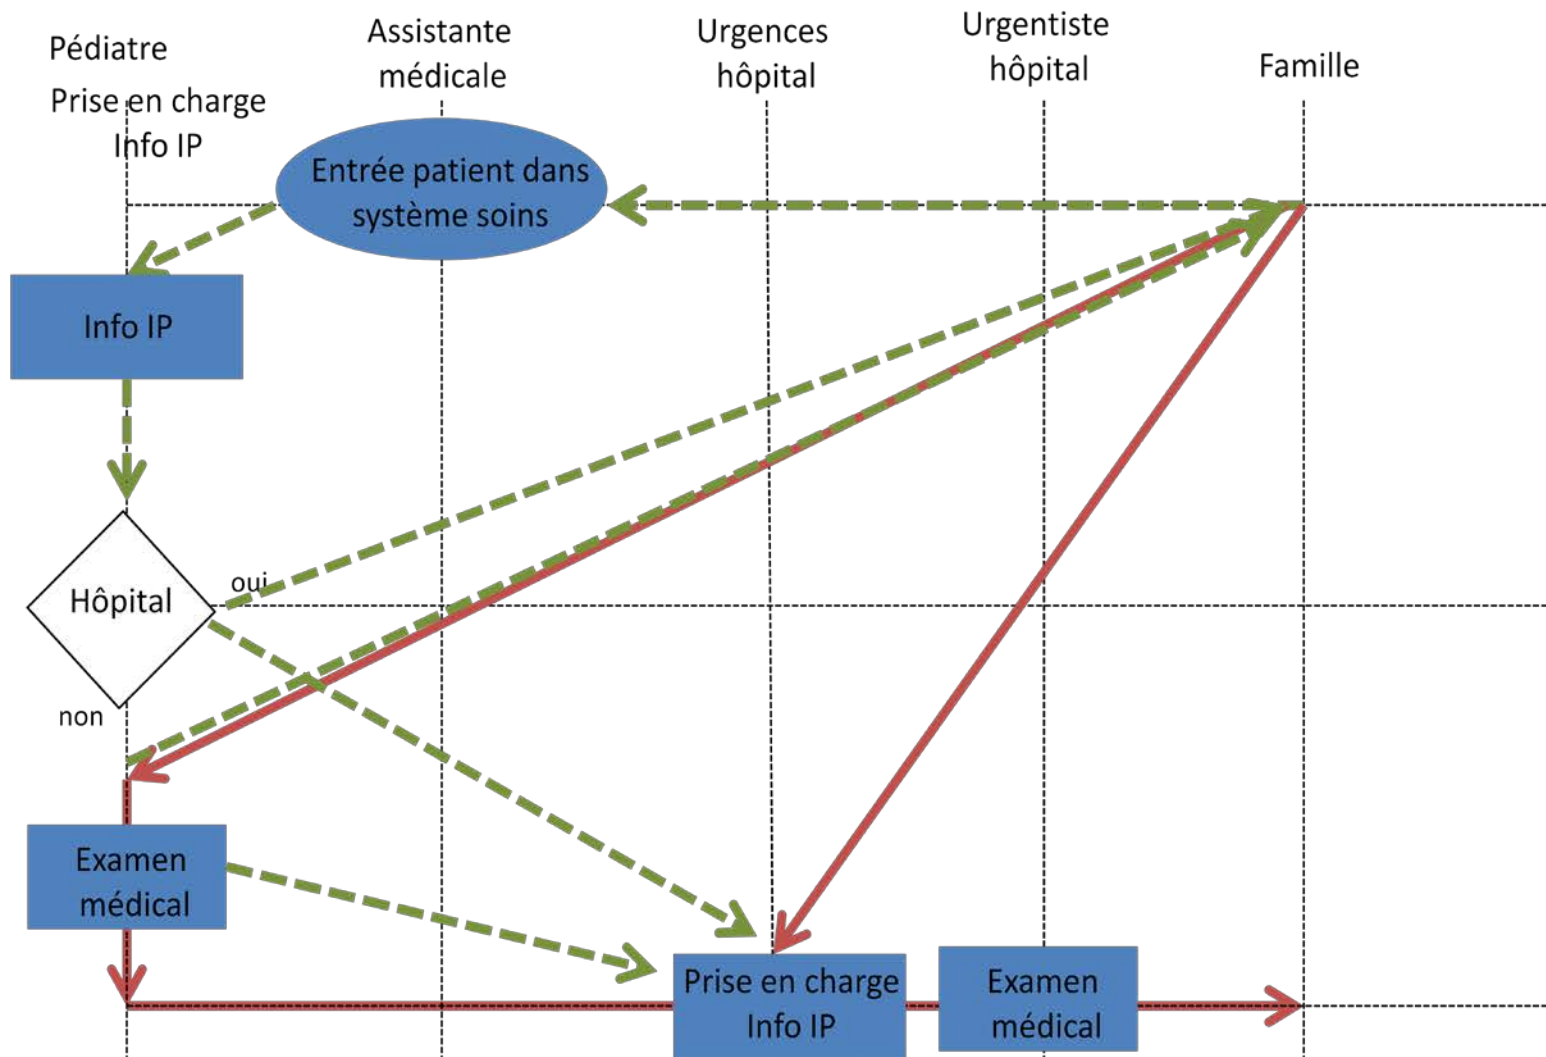 Pédiatre
Assistante
médicale
Urgences
hôpital
Urgentiste
hôpital
Famille
Prise en charge
Info IP
Entrée patient dans
système soins
Info IP
Hôpital
oui
non
Examen
médical
Prise en charge
Info IP
Examen
médical